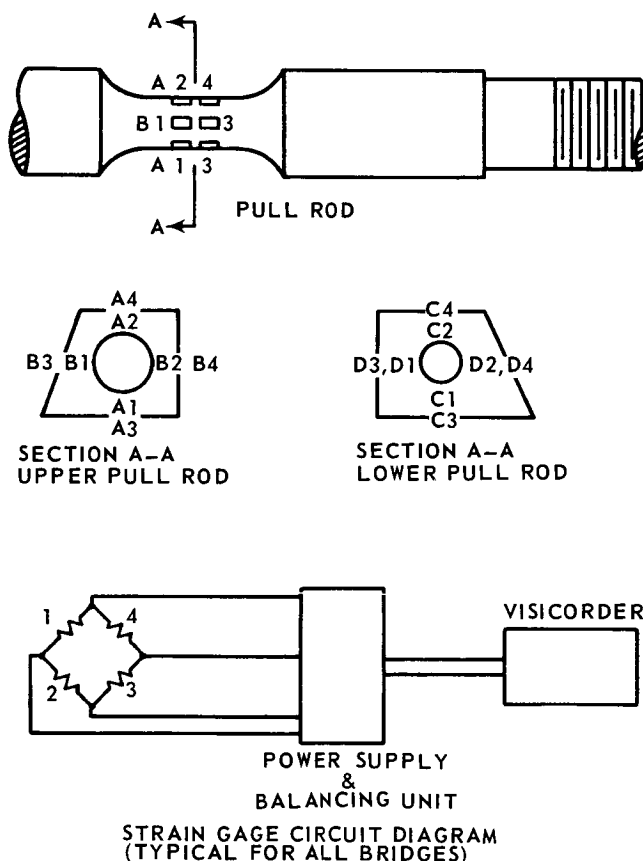 A
A 2 4
B 1 3
A 1 3
A
PULL ROD
A4
A2
B3 B1 B2 B4
A1
A3
SECTION A–A
UPPER PULL ROD
C4
C2
D3,D1 D2,D4
C1
C3
SECTION A–A
LOWER PULL ROD
1 4
2 3
VISICORDER
POWER SUPPLY
&
BALANCING UNIT
STRAIN GAGE CIRCUIT DIAGRAM
(TYPICAL FOR ALL BRIDGES)